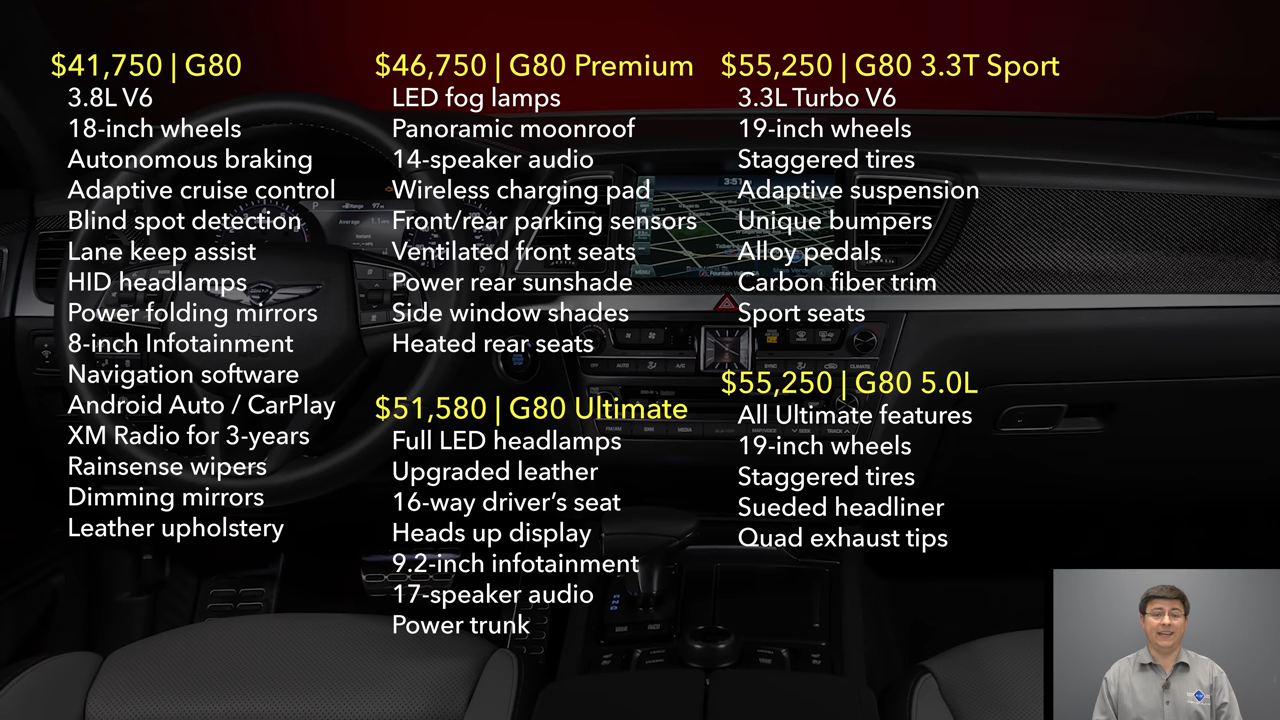 $41,750 | G80
3.8L V6
18-inch wheels
Autonomous braking
Adaptive cruise control
Blind spot detection
Lane keep assist
HID headlamps
Power folding mirrors
8-inch Infotainment
Navigation software
Android Auto / CarPlay
XM Radio for 3-years
Rainsense wipers
Dimming mirrors
Leather upholstery
$46,750 | G80 Premium
LED fog lamps
Panoramic moonroof
14-speaker audio
Wireless charging pad
Front/rear parking sensors
Ventilated front seats
Power rear sunshade
Side window shades
Heated rear seats
$51,580 | G80 Ultimate
Full LED headlamps
Upgraded leather
16-way driver’s seat
Heads up display
9.2-inch infotainment
17-speaker audio
Power trunk
$55,250 | G80 3.3T Sport
3.3L Turbo V6
19-inch wheels
Staggered tires
Adaptive suspension
Unique bumpers
Alloy pedals
Carbon fiber trim
Sport seats
$55,250 | G80 5.0L
All Ultimate features
19-inch wheels
Staggered tires
Sueded headliner
Quad exhaust tips